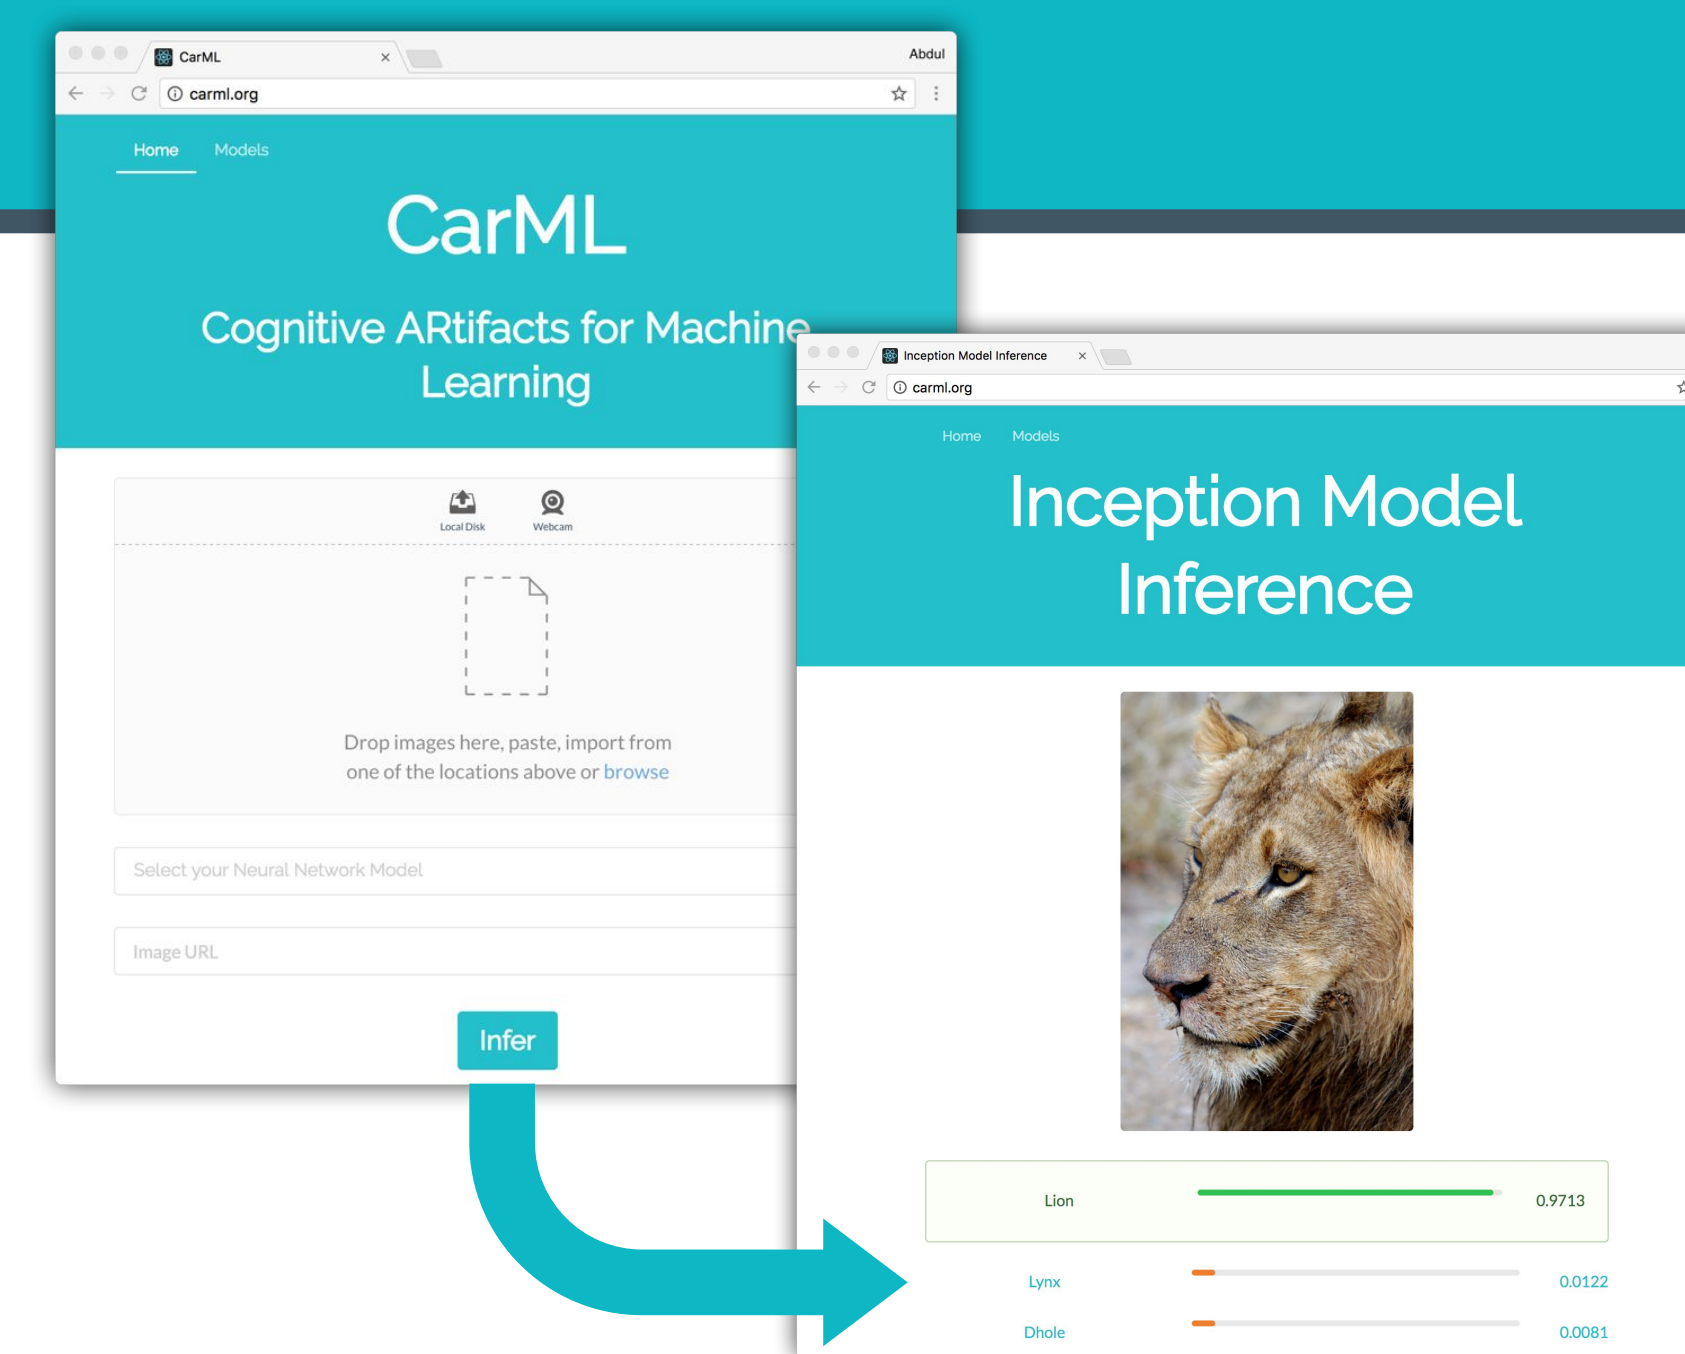 CarML
Abdul
carml.org
Home Models
CarML
Cognitive ARtifacts for Machine
Learning
Local Disk Webcam
Drop images here, paste, import from
one of the locations above or browse
Select your Neural Network Model
Image URL
Infer
Inception Model Inference
carml.org
Home Models
Inception Model
Inference
Lion 0.9713
Lynx 0.0122
Dhole 0.0081